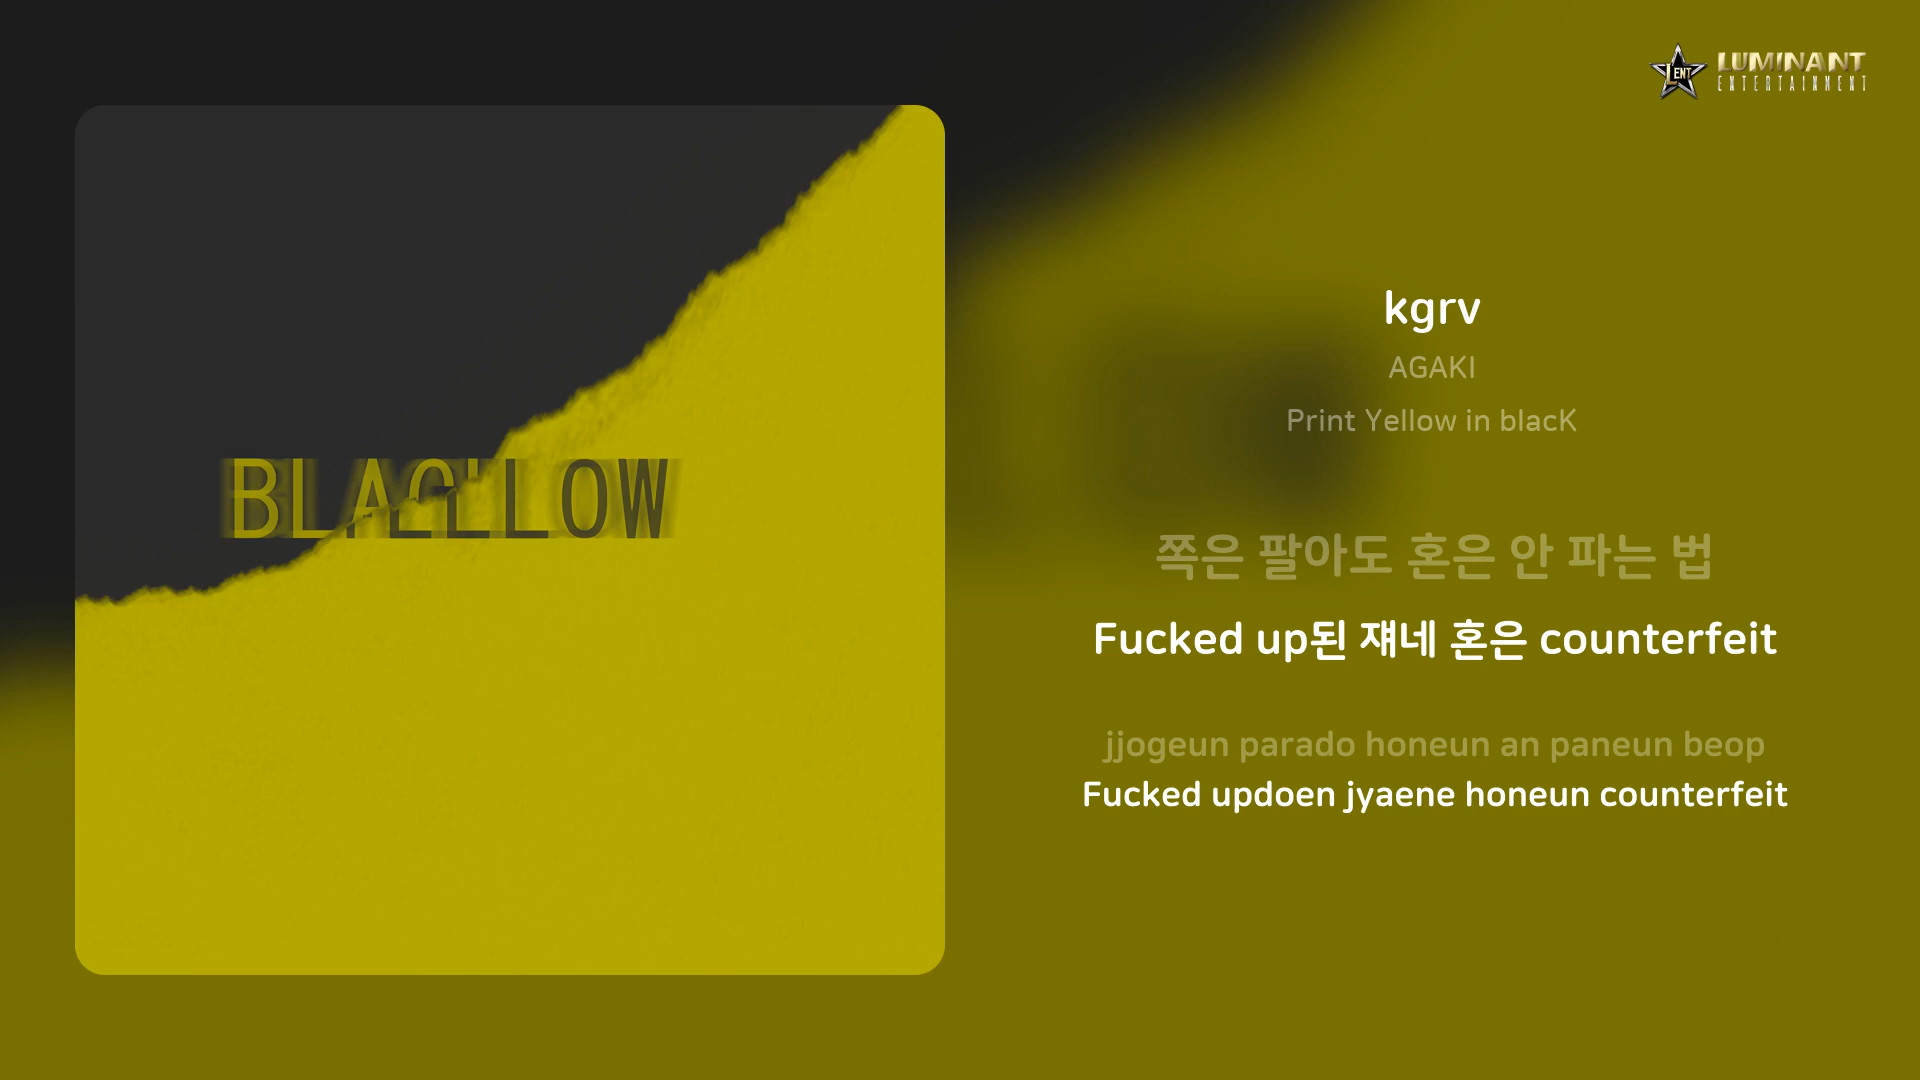 LENT
LUMINANT
ENTERTAINMENT
kgrv
AGAKI
Print Yellow in blacK
쪽은 팔아도 혼은 안 파는 법
Fucked up된 쟤네 혼은 counterfeit
jjogeun parado honeun an paneun beop
Fucked updoen jyaene honeun counterfeit